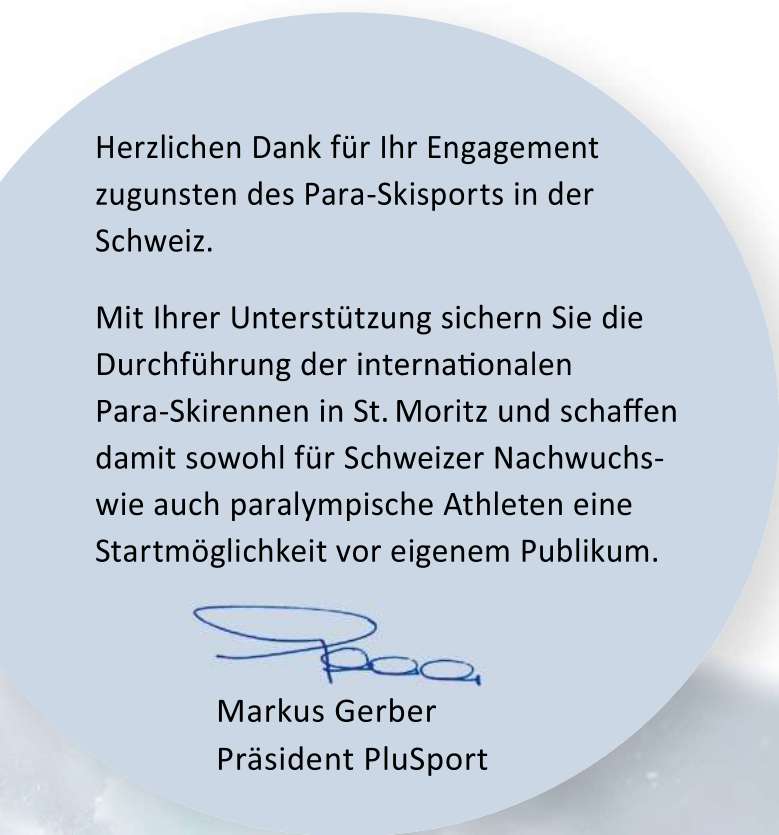 Herzlichen Dank für Ihr Engagement
zugunsten des Para-Skisports in der
Schweiz.
Mit Ihrer Unterstützung sichern Sie die
Durchführung der internationalen
Para-Skirennen in St. Moritz und schaffen
damit sowohl für Schweizer Nachwuchs-
wie auch paralympische Athleten eine
Startmöglichkeit vor eigenem Publikum.
Markus Gerber
Präsident PluSport